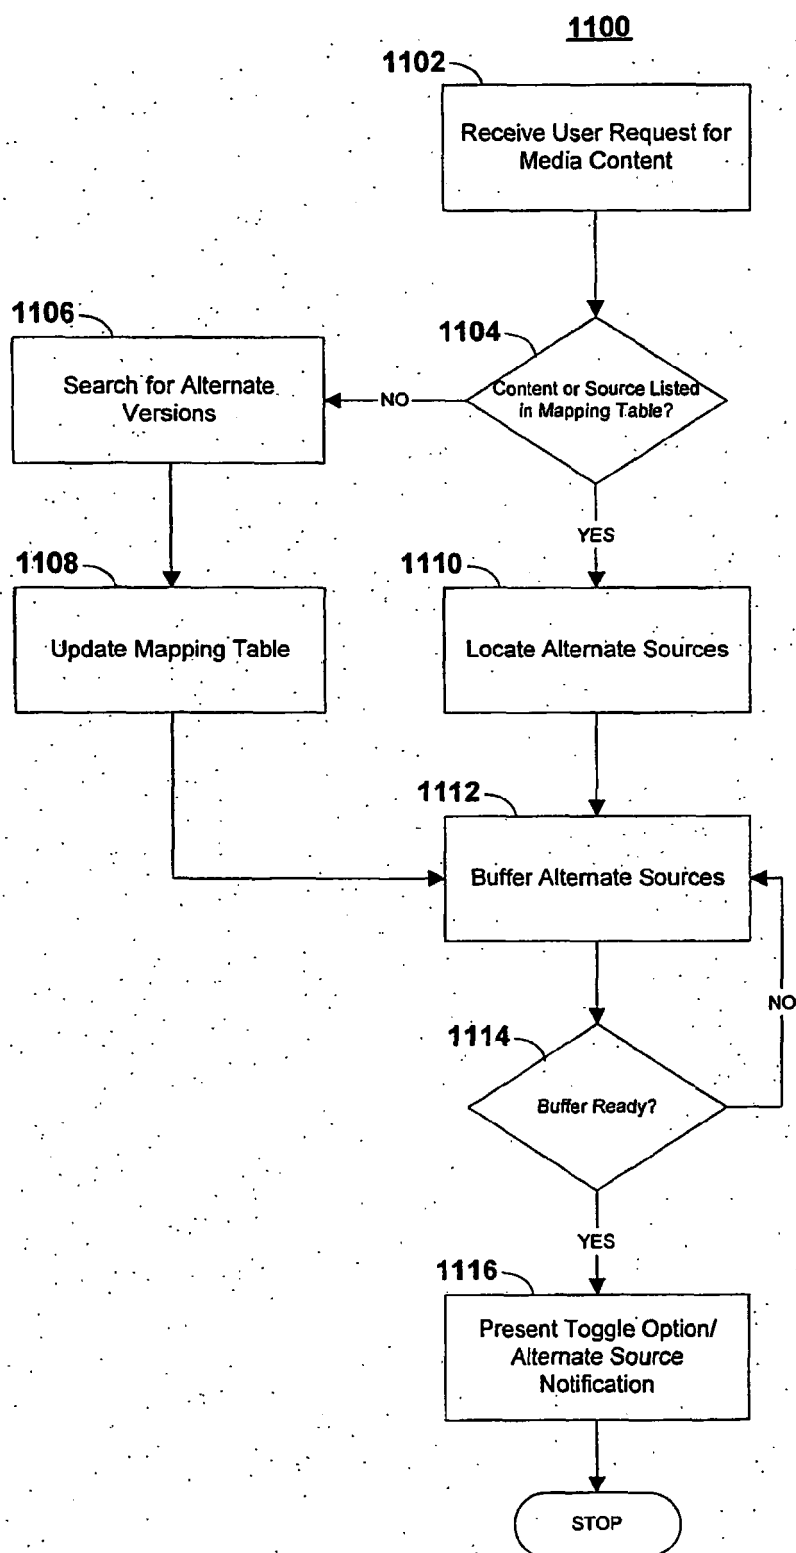 1100
1102
Receive User Request for
Media Content
1104
Content or Source Listed
in Mapping Table?
NO
1106
Search for Alternate
Versions
YES
1108
Update Mapping Table
1110
Locate Alternate Sources
1112
Buffer Alternate Sources
NO
1114
Buffer Ready?
YES
1116
Present Toggle Option/
Alternate Source
Notification
STOP